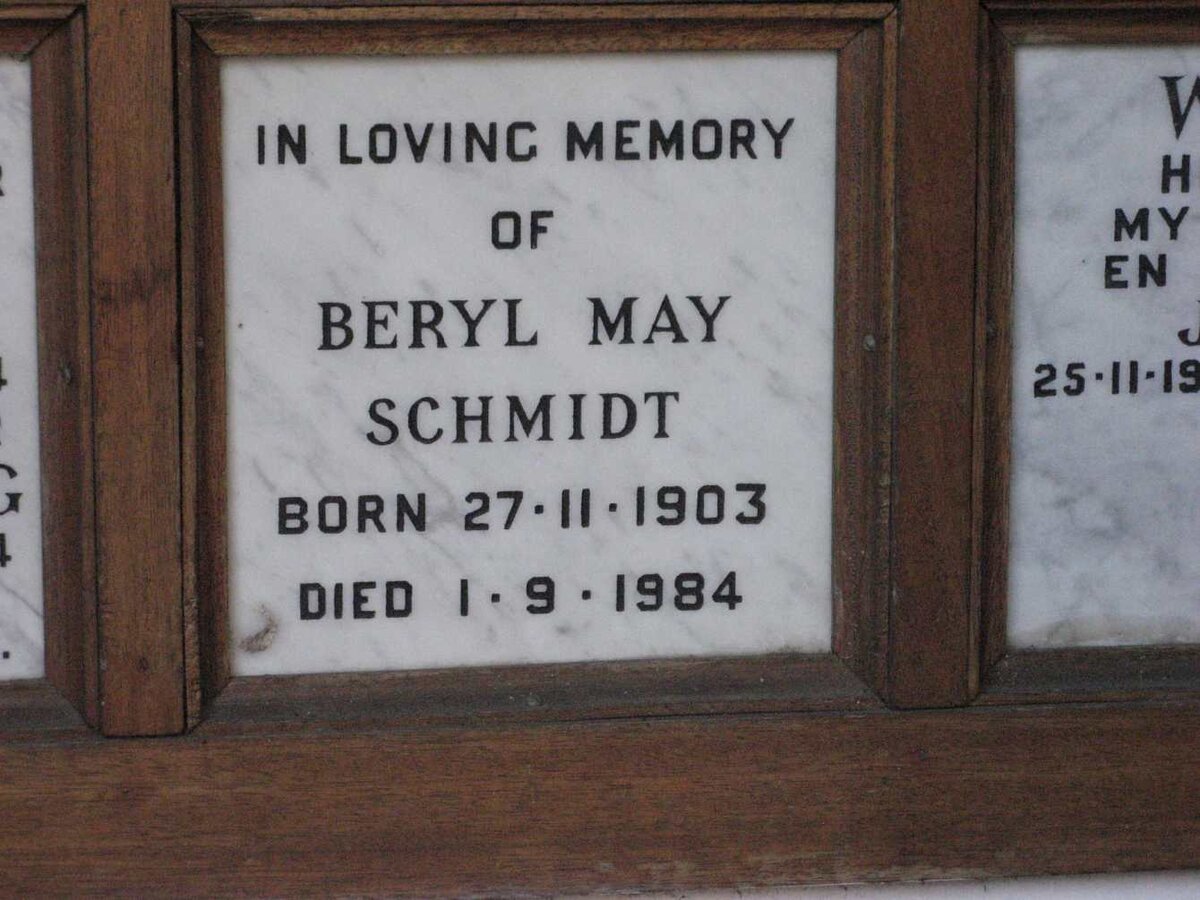 IN LOVING MEMORY
OF
BERYL MAY
SCHMIDT
BORN 27·11·1903
DIED 1·9·1984
MY
EN
25·11·19